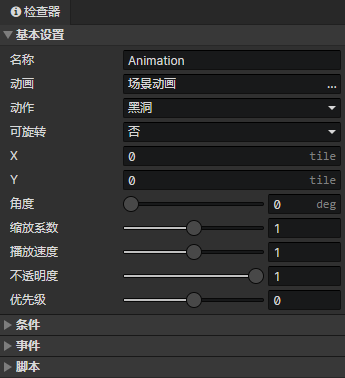 检查器
基本设置
名称 Animation
动画 场景动画 ...
动作 黑洞
可旋转 否
X 0 tile
Y 0 tile
角度 0 deg
缩放系数 1
播放速度 1
不透明度 1
优先级 0
条件
事件
脚本